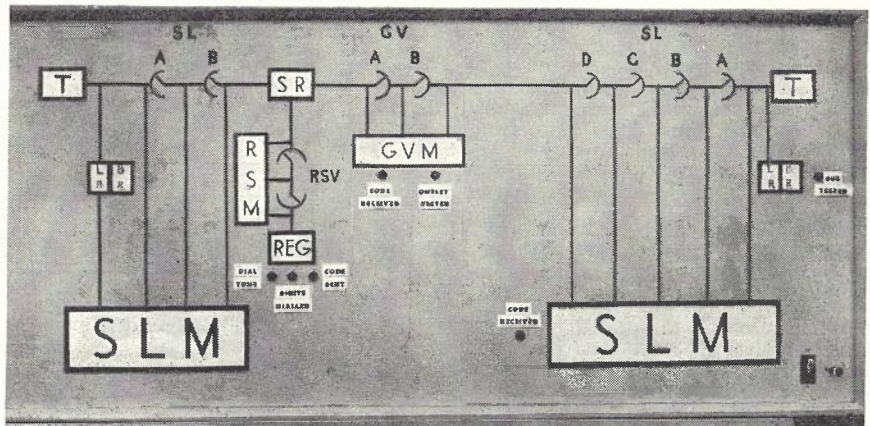 SL
GV
SL
A B
A B
D C B A
T
SR
T
GVM
R
S
M
RSV
L B
R R
L D
R R
CODE
RECEIVED
OUTLET
TESTED
REG
DIAL
TONE
DIGITS
DIALLED
CODE
SENT
CODE
RECEIVED
SLM
SLM